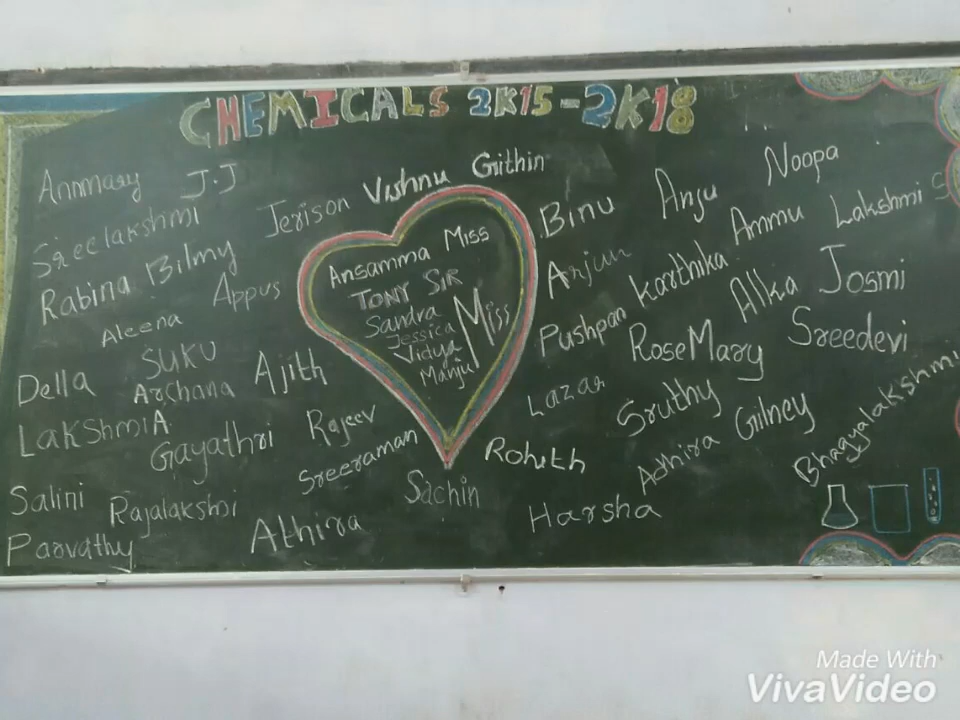 CHEMICALS 2K15-2K18
Annmary J.J
Jerison Vishnu Githin
Binu Anju Noopa
Sreelakshmi
Rabina Bilmy Appus
Aleena
Della SUKU
Archana Ajith
LakshmiA
Gayathri Rajeev
Sreeraman
Salini Rajalakshmi
Parvathy Athira
Sachin
Ansamma Miss
TONY SIR
Sandra
Jessica
Vidya
Manju
Miss
Arjun Karthika Ammu Lakshmi S
Pushpan RoseMary Alka Josmi
Sreedevi
Lazar Sruthy
Rohith Adhira Gilney
Bhagyalakshmi
Harsha
Made With
VivaVideo